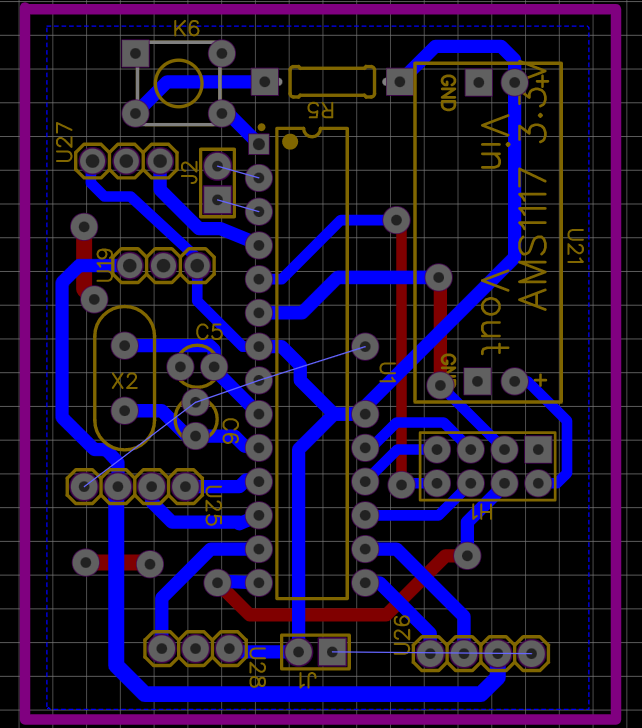 K6
R5
GND
V+
3.3V
Vin
AMS1117
Vout
U21
U27
J2
U19
C5
X2
C6
U1
GN
+
U25
H1
U26
U28
J1